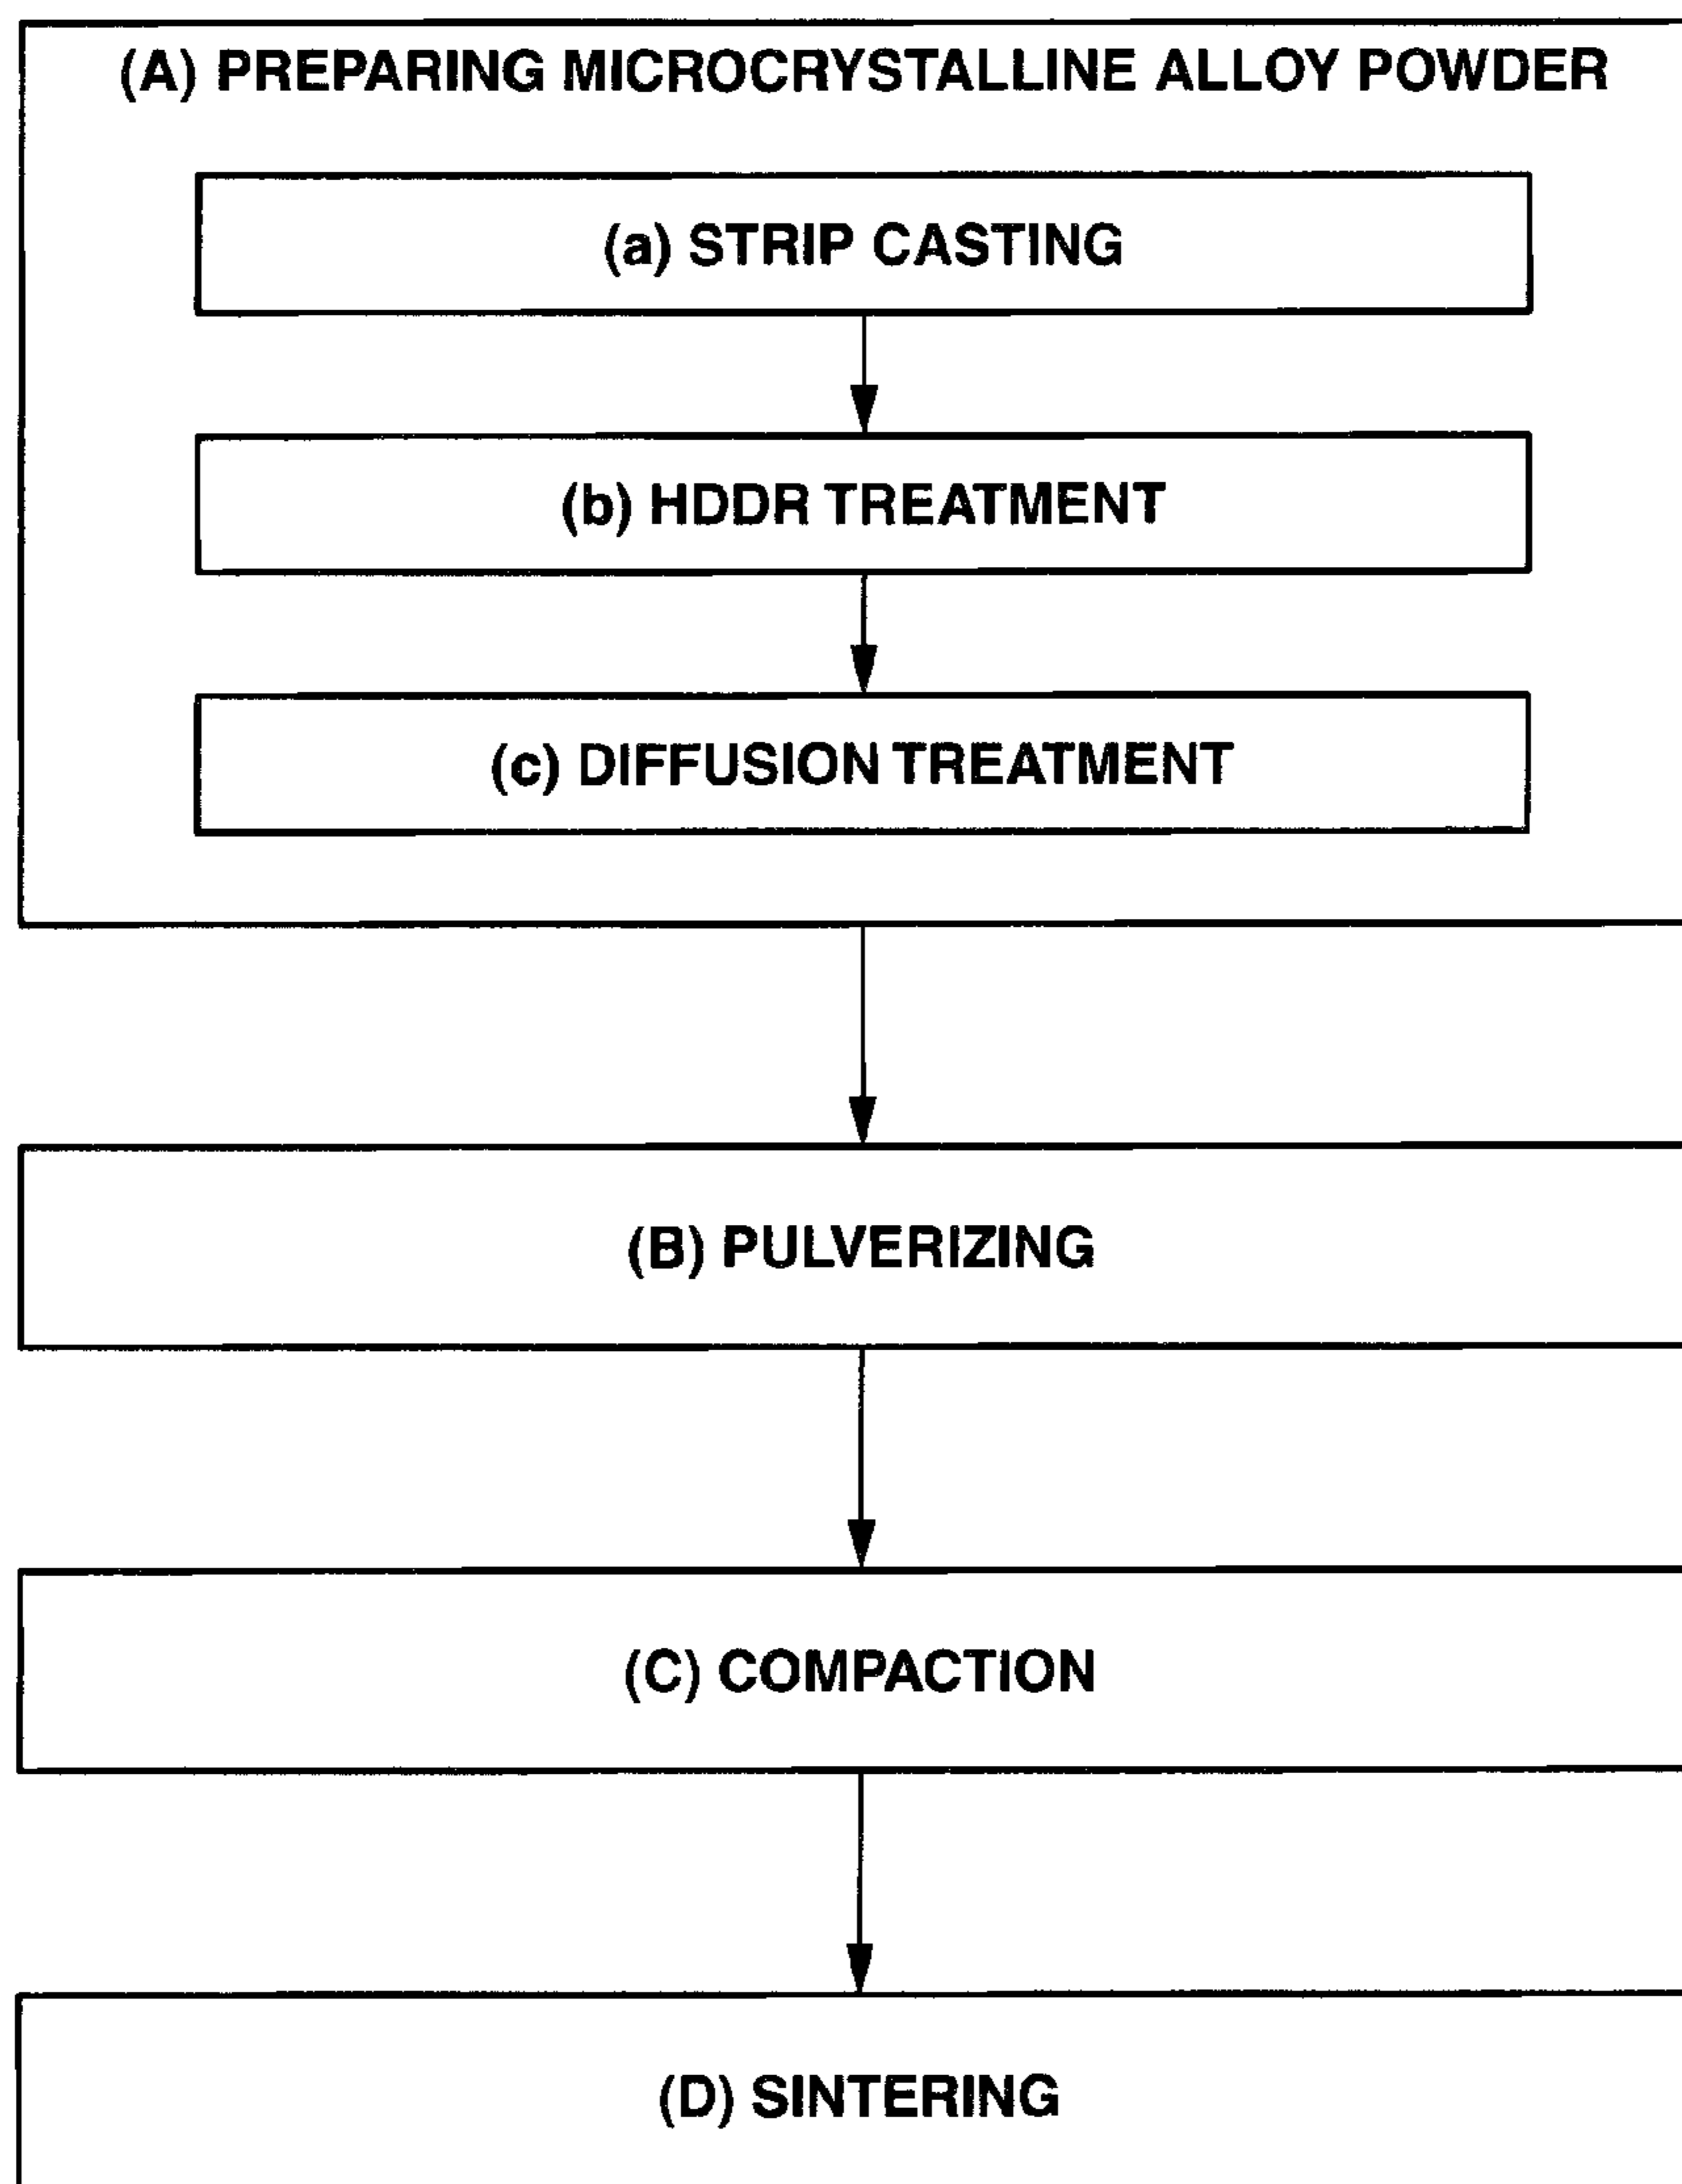 (A) PREPARING MICROCRYSTALLINE ALLOY POWDER
(a) STRIP CASTING
(b) HDDR TREATMENT
(c) DIFFUSION TREATMENT
(B) PULVERIZING
(C) COMPACTION
(D) SINTERING